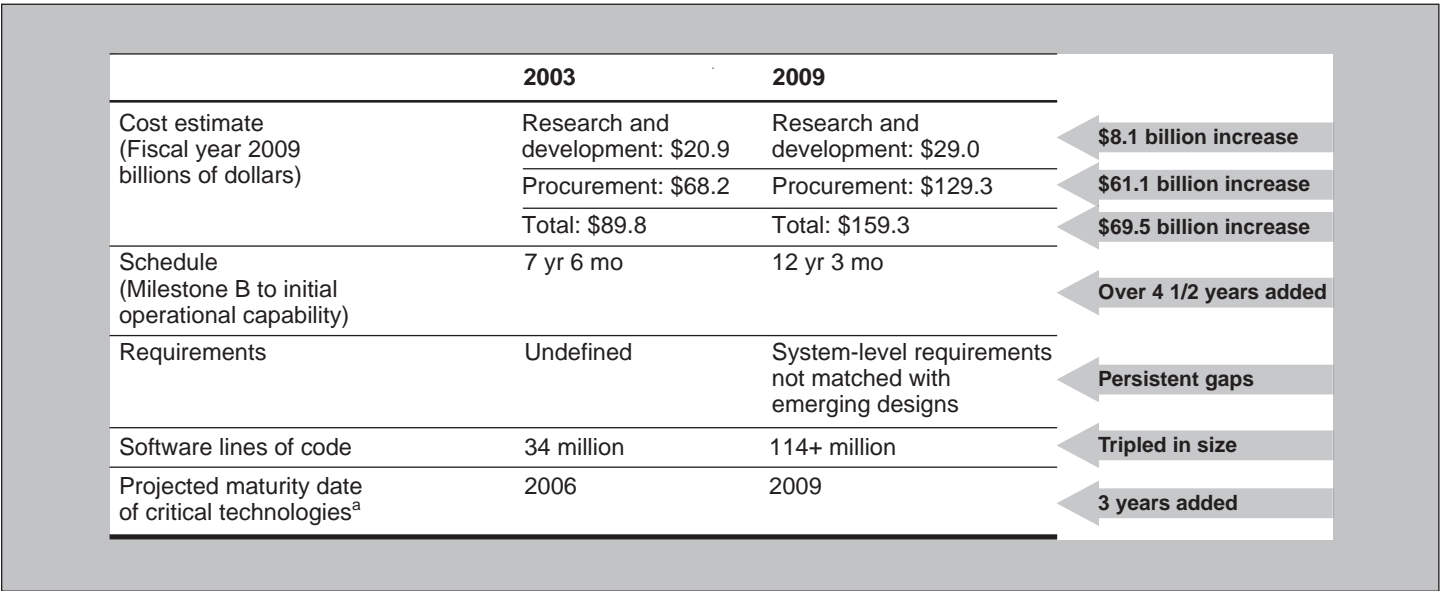 2003 2009
Cost estimate
(Fiscal year 2009
billions of dollars)
Research and
development: $20.9
Research and
development: $29.0
$8.1 billion increase
Procurement: $68.2 Procurement: $129.3 $61.1 billion increase
Total: $89.8 Total: $159.3 $69.5 billion increase
Schedule
(Milestone B to initial
operational capability)
7 yr 6 mo 12 yr 3 mo
Over 4 1/2 years added
Requirements
Undefined
System-level requirements
not matched with
emerging designs
Persistent gaps
Software lines of code 34 million 114+ million Tripled in size
Projected maturity date
of critical technologiesa
2006 2009
3 years added